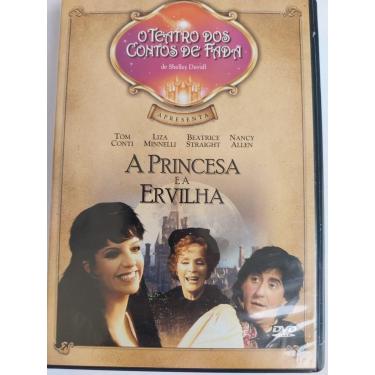 O TEATRO DOS
CONTOS DE FADA
de Shelley Duvall
APRESENTA
TOM CONTI
LIZA MINNELLI
BEATRICE STRAIGHT
NANCY ALLEN
A PRINCESA
E A
ERVILHA
DVD